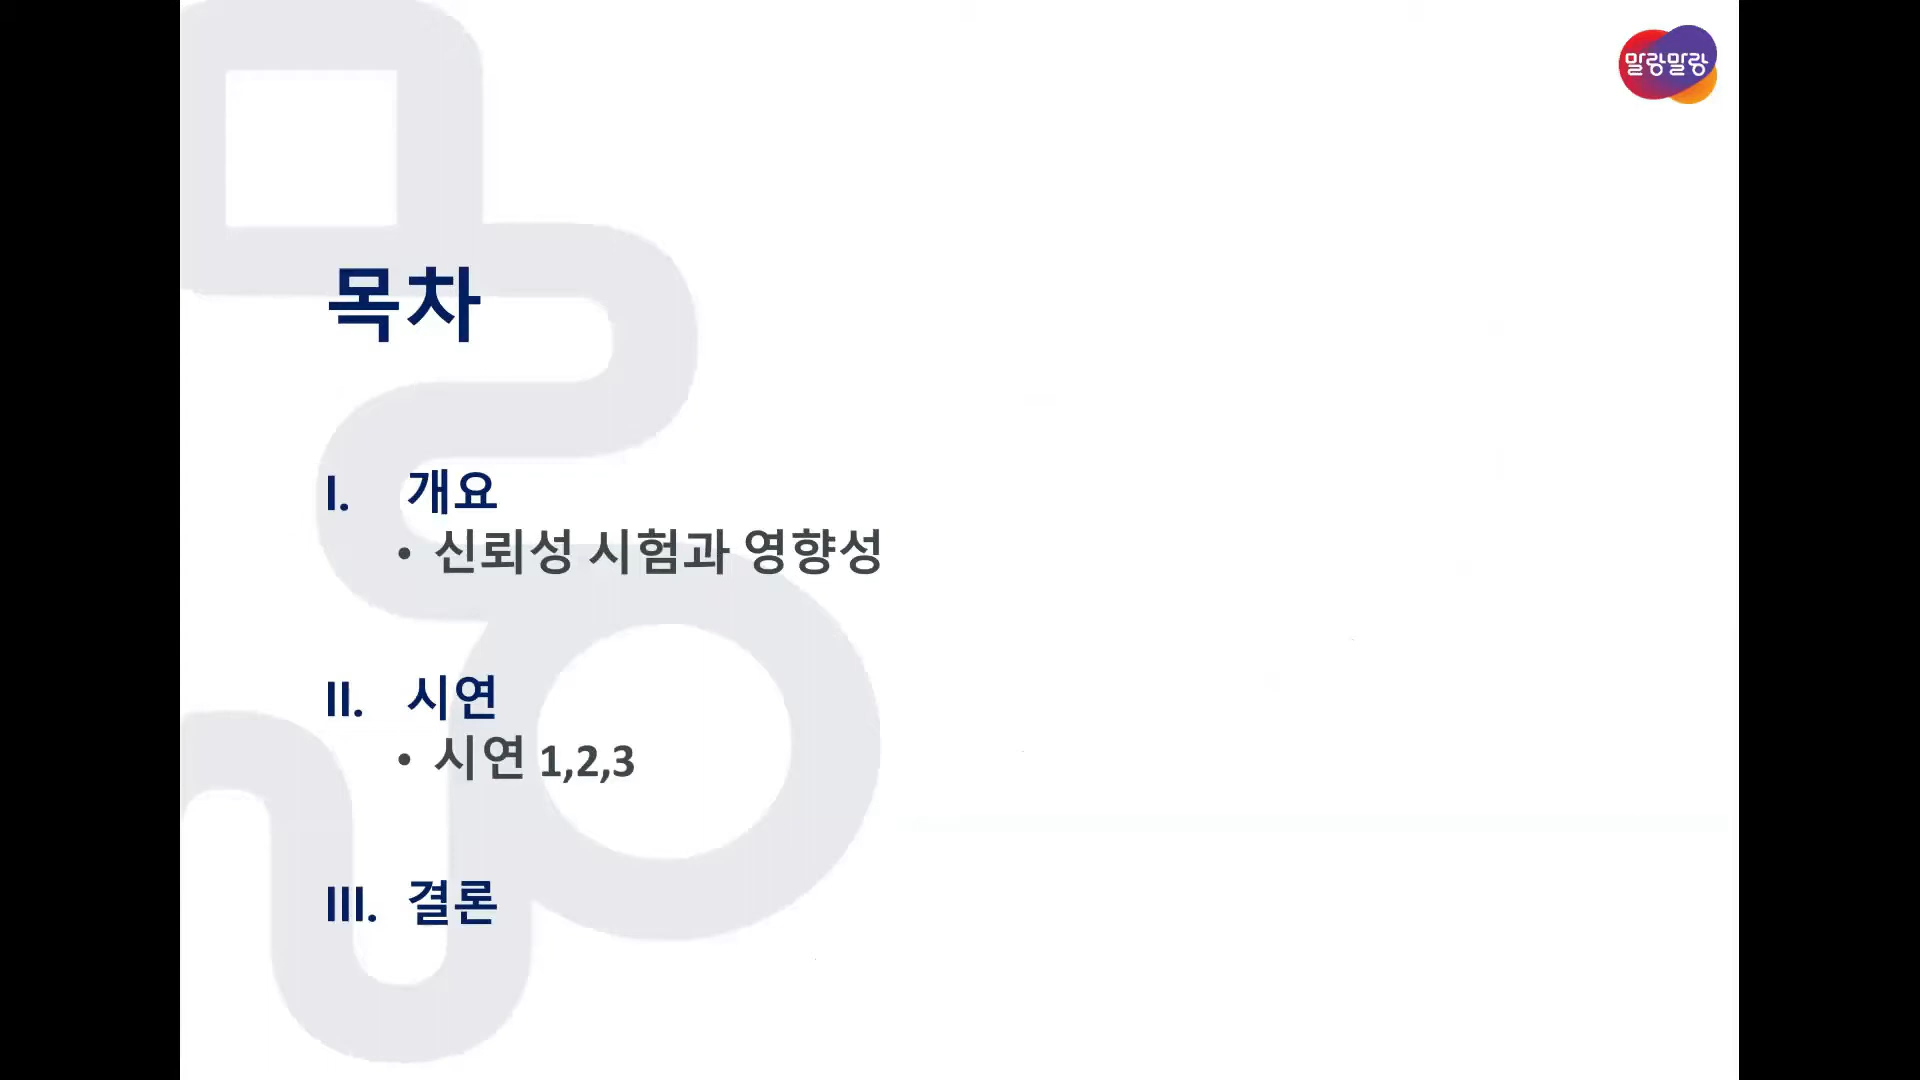 말랑말랑
목차
I. 개요
• 신뢰성 시험과 영향성
II. 시연
• 시연 1,2,3
III. 결론